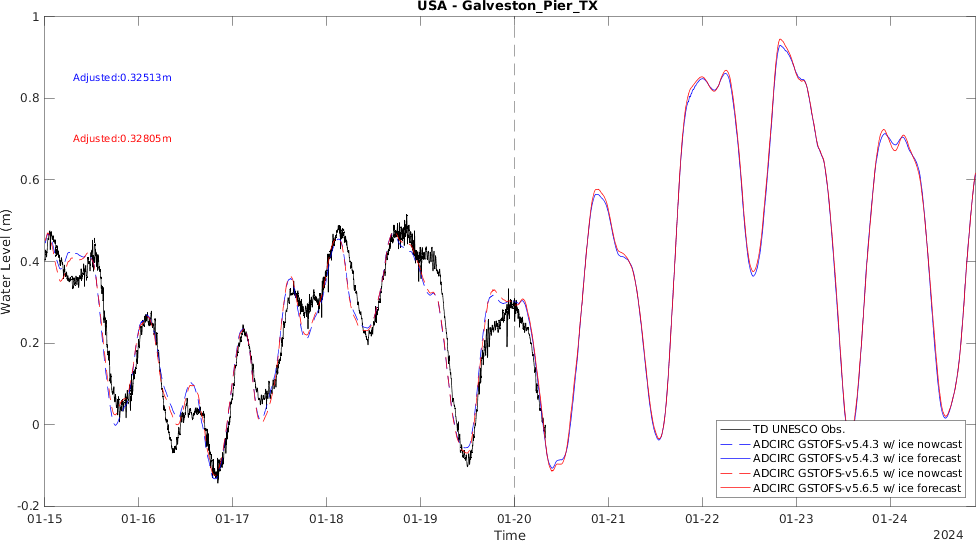 USA - Galveston_Pier_TX
1
0.8
0.6
0.4
0.2
0
-0.2
Water Level (m)
Adjusted:0.32513m
Adjusted:0.32805m
TD UNESCO Obs.
ADCIRC GSTOFS-v5.4.3 w/ ice nowcast
ADCIRC GSTOFS-v5.4.3 w/ ice forecast
ADCIRC GSTOFS-v5.6.5 w/ ice nowcast
ADCIRC GSTOFS-v5.6.5 w/ ice forecast
01-15 01-16 01-17 01-18 01-19 01-20 01-21 01-22 01-23 01-24
Time
2024